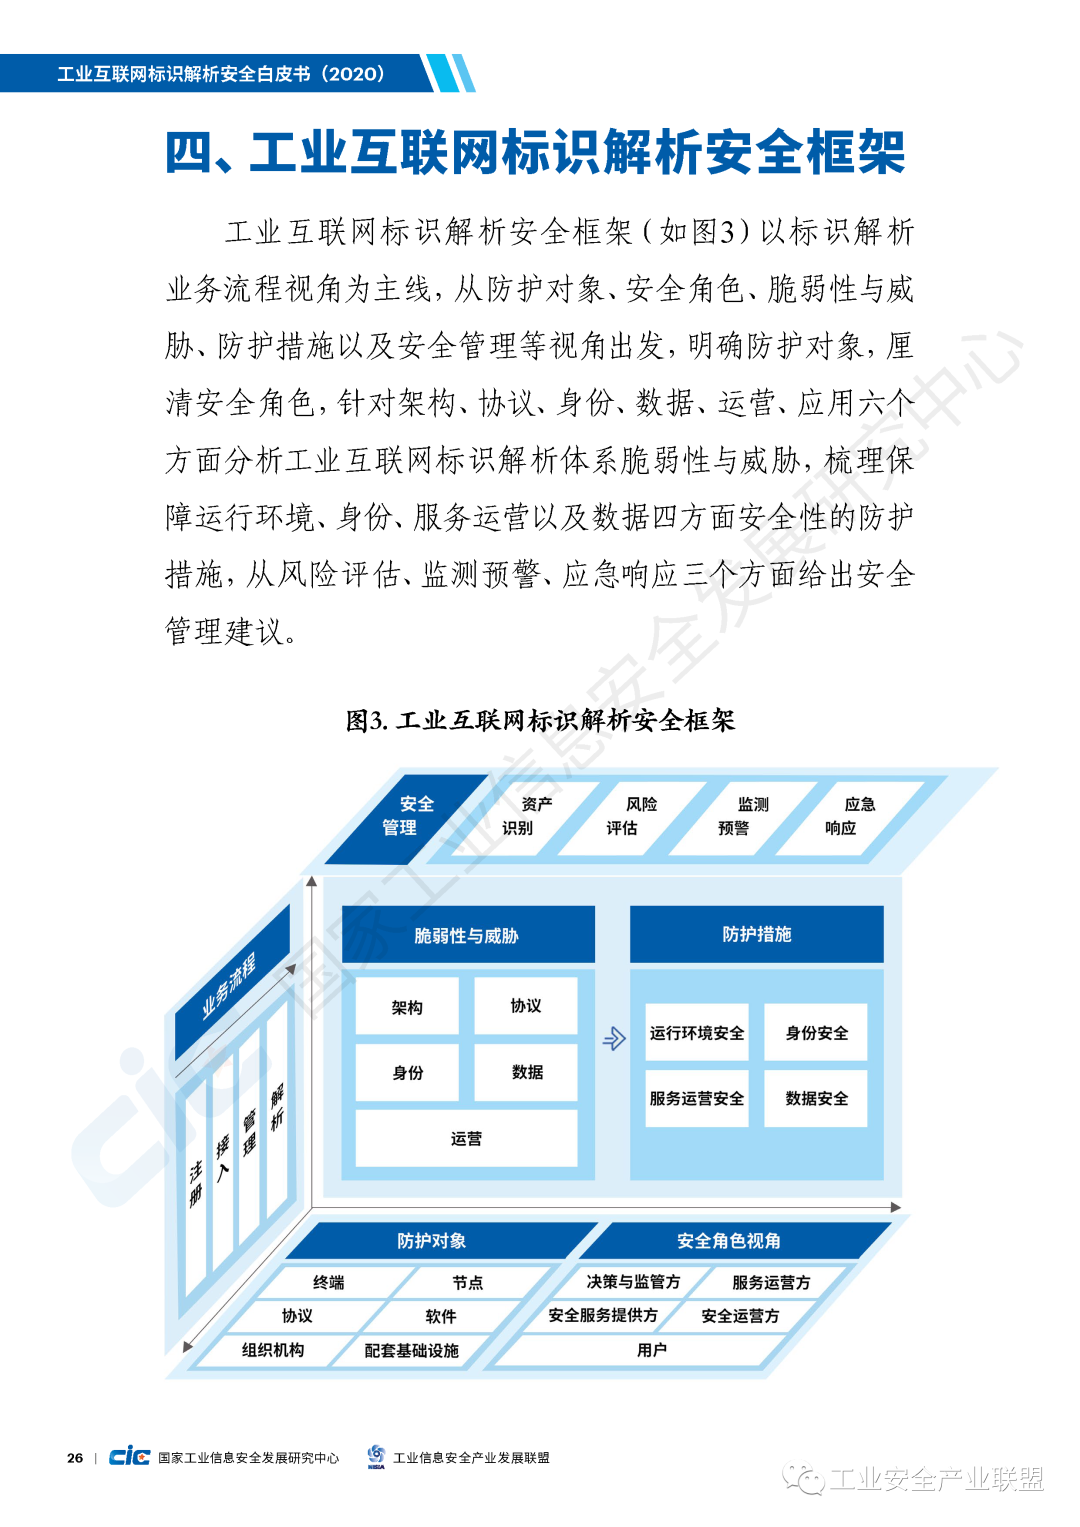 工业互联网标识解析安全白皮书（2020）
四、工业互联网标识解析安全框架
工业互联网标识解析安全框架（如图3）以标识解析
业务流程视角为主线，从防护对象、安全角色、脆弱性与威
胁、防护措施以及安全管理等视角出发，明确防护对象，厘
清安全角色，针对架构、协议、身份、数据、运营、应用六个
方面分析工业互联网标识解析体系脆弱性与威胁，梳理保
障运行环境、身份、服务运营以及数据四方面安全性的防护
措施，从风险评估、监测预警、应急响应三个方面给出安全
管理建议。
图3. 工业互联网标识解析安全框架
安全
管理
资产
识别
风险
评估
监测
预警
应急
响应
业务流程
注册
接入
管理
解析
脆弱性与威胁
架构
协议
身份
数据
运营
防护措施
运行环境安全
身份安全
服务运营安全
数据安全
防护对象
终端
节点
协议
软件
组织机构
配套基础设施
安全角色视角
决策与监管方
服务运营方
安全服务提供方
安全运营方
用户
国家工业信息安全发展研究中心
cic
26 | cic 国家工业信息安全发展研究中心 NISIA 工业信息安全产业发展联盟
工业安全产业联盟